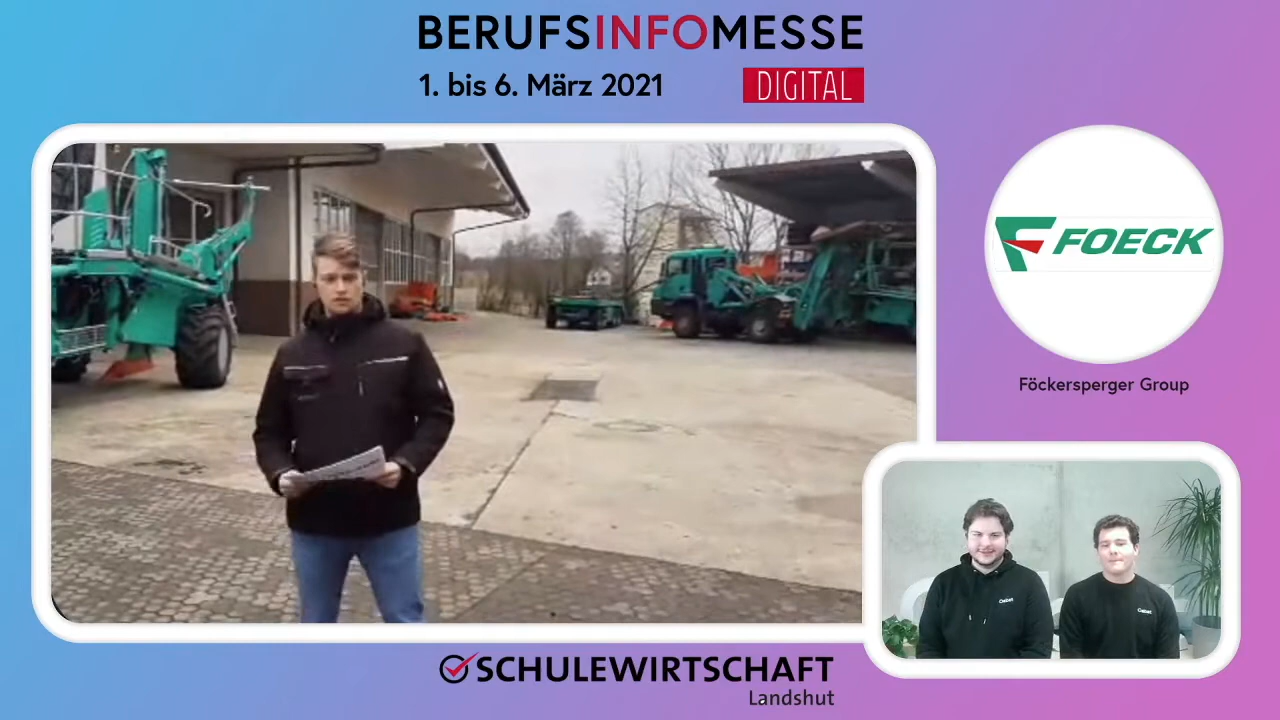 BERUFSINFOMESSE
1. bis 6. März 2021
DIGITAL
FOECK
Föckersperger Group
SCHULEWIRTSCHAFT
Landshut